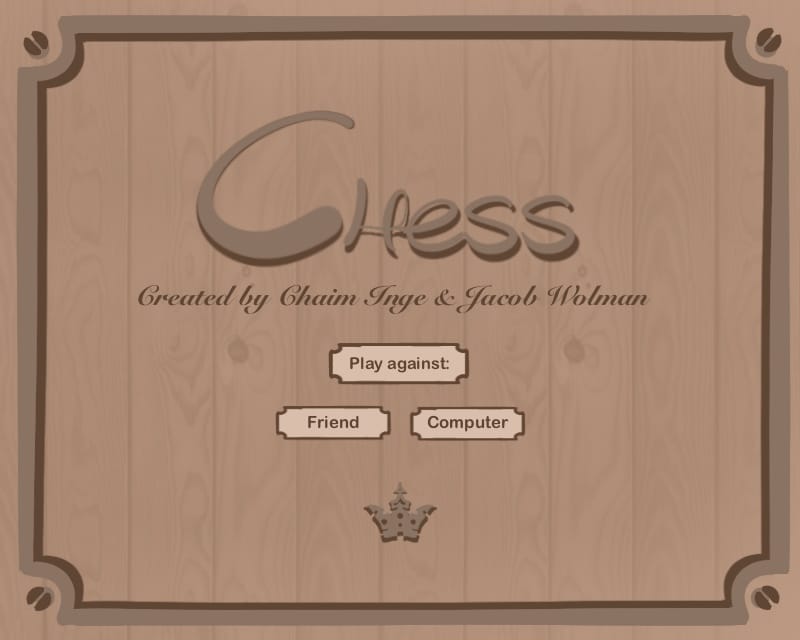 Chess
Created by Chaim Inge & Jacob Wolman
Play against:
Friend
Computer